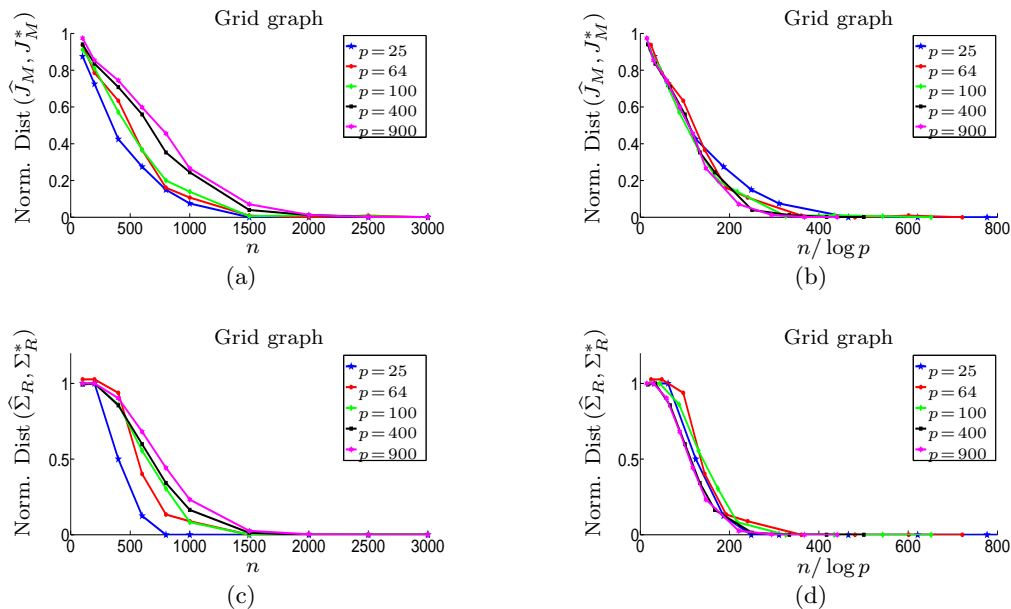 Grid graph
Norm. Dist (Ĵ_M, J*_M)
1
0.8
0.6
0.4
0.2
0
0 500 1000 1500 2000 2500 3000
n
p = 25
p = 64
p = 100
p = 400
p = 900
(a)
Grid graph
Norm. Dist (Ĵ_M, J*_M)
1
0.8
0.6
0.4
0.2
0
0 200 400 600 800
n/ log p
p = 25
p = 64
p = 100
p = 400
p = 900
(b)
Grid graph
Norm. Dist (Σ̂_R, Σ*_R)
1
0.5
0
0 500 1000 1500 2000 2500 3000
n
p = 25
p = 64
p = 100
p = 400
p = 900
(c)
Grid graph
Norm. Dist (Σ̂_R, Σ*_R)
1
0.5
0
0 200 400 600 800
n/ log p
p = 25
p = 64
p = 100
p = 400
p = 900
(d)